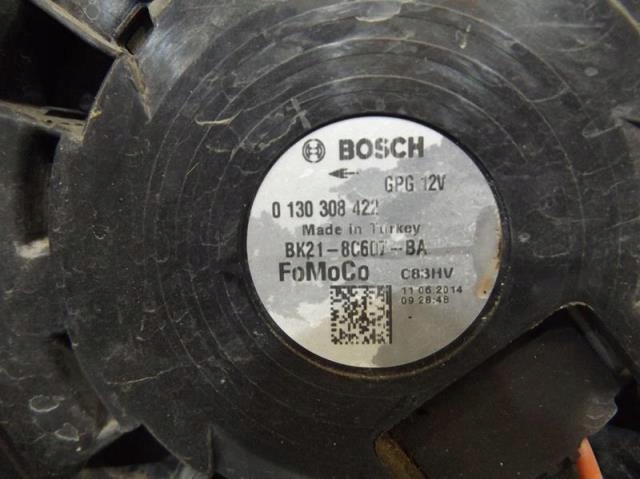 BOSCH
GPG 12V
0 130 308 422
Made in Turkey
BK21-8C607-BA
FoMoCo C83HV
11 06 2014
09:28:48